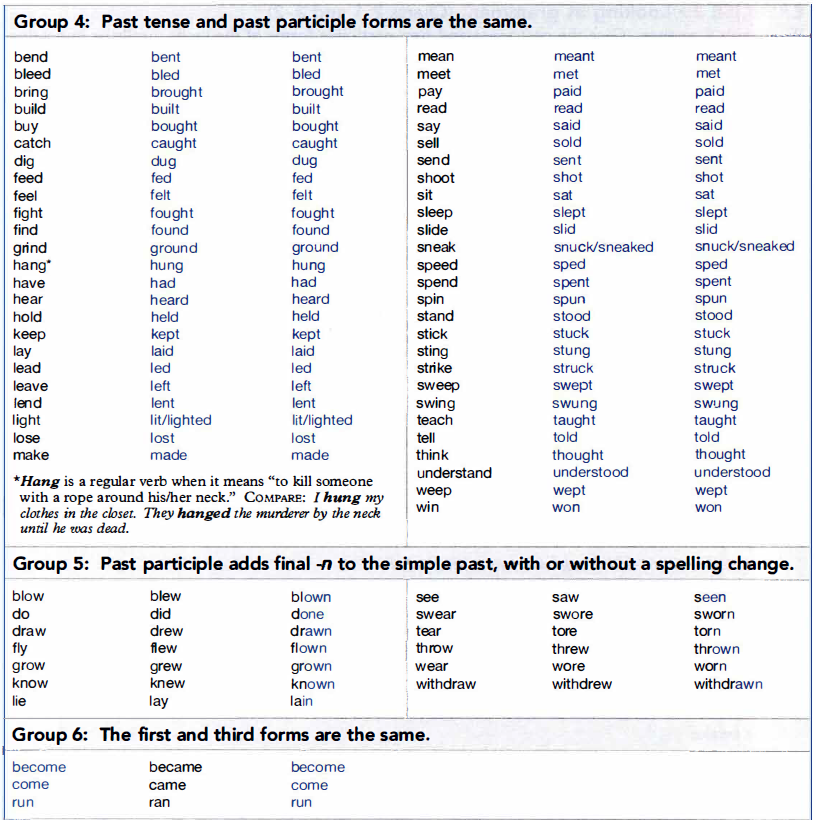 Group 4: Past tense and past participle forms are the same.
bend bent bent
bleed bled bled
bring brought brought
build built built
buy bought bought
catch caught caught
dig dug dug
feed fed fed
feel felt felt
fight fought fought
find found found
grind ground ground
hang* hung hung
have had had
hear heard heard
hold held held
keep kept kept
lay laid laid
lead led led
leave left left
lend lent lent
light lit/lighted lit/lighted
lose lost lost
make made made
*Hang is a regular verb when it means “to kill someone
with a rope around his/her neck.” COMPARE: I hung my
clothes in the closet. They hanged the murderer by the neck
until he was dead.
mean meant meant
meet met met
pay paid paid
read read read
say said said
sell sold sold
send sent sent
shoot shot shot
sit sat sat
sleep slept slept
slide slid slid
sneak snuck/sneaked snuck/sneaked
speed sped sped
spend spent spent
spin spun spun
stand stood stood
stick stuck stuck
sting stung stung
strike struck struck
sweep swept swept
swing swung swung
teach taught taught
tell told told
think thought thought
understand understood understood
weep wept wept
win won won
Group 5: Past participle adds final -n to the simple past, with or without a spelling change.
blow blew blown
do did done
draw drew drawn
fly flew flown
grow grew grown
know knew known
lie lay lain
see saw seen
swear swore sworn
tear tore torn
throw threw thrown
wear wore worn
withdraw withdrew withdrawn
Group 6: The first and third forms are the same.
become became become
come came come
run ran run